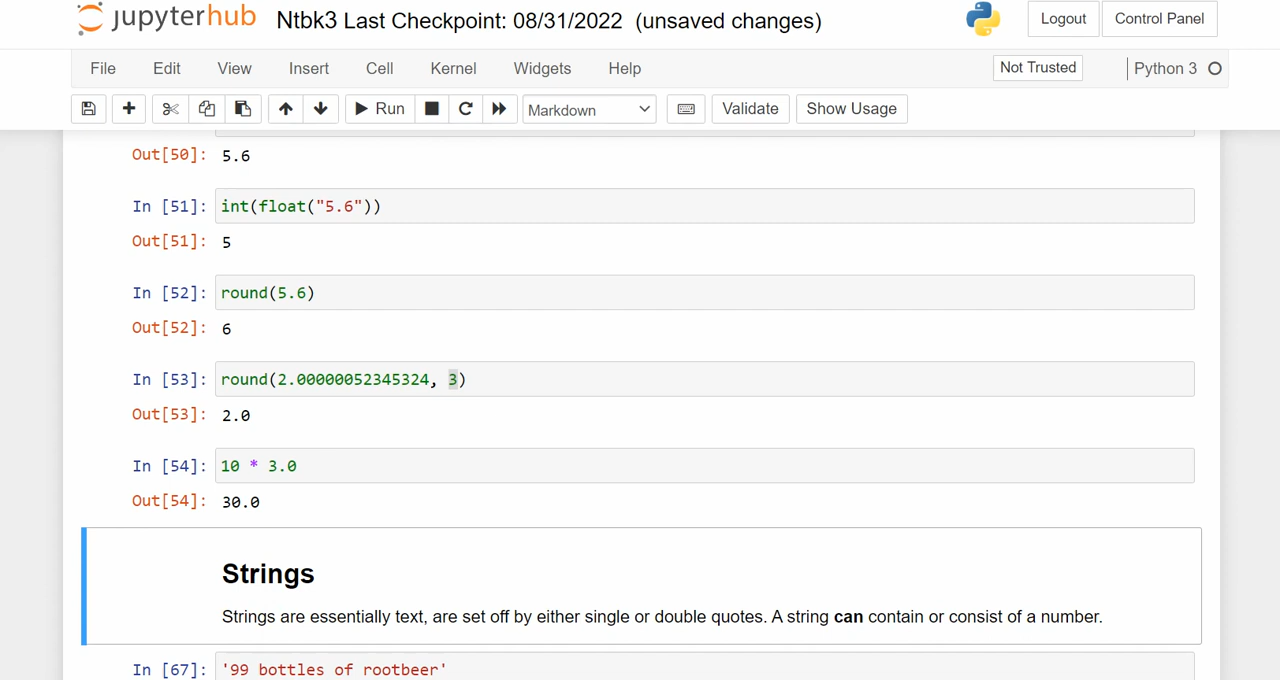 jupyterhub Ntbk3 Last Checkpoint: 08/31/2022 (unsaved changes) Logout Control Panel
File Edit View Insert Cell Kernel Widgets Help Not Trusted Python 3
Run Markdown Validate Show Usage
Out[50]: 5.6
In [51]: int(float("5.6"))
Out[51]: 5
In [52]: round(5.6)
Out[52]: 6
In [53]: round(2.00000052345324, 3)
Out[53]: 2.0
In [54]: 10 * 3.0
Out[54]: 30.0
Strings
Strings are essentially text, are set off by either single or double quotes. A string can contain or consist of a number.
In [67]: '99 bottles of rootbeer'